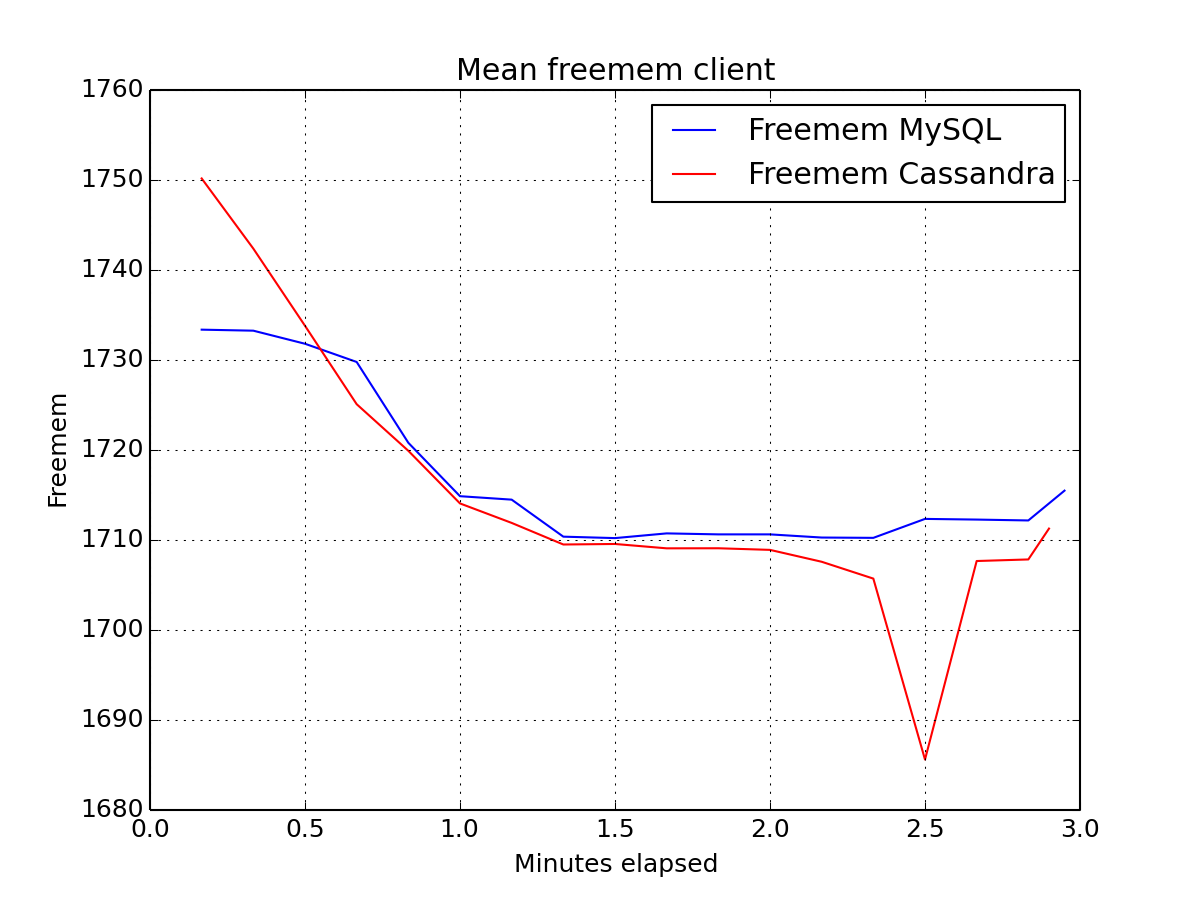 Mean freemem client
1760
1750
1740
1730
1720
1710
1700
1690
1680
Freemem
Freemem MySQL
Freemem Cassandra
0.0 0.5 1.0 1.5 2.0 2.5 3.0
Minutes elapsed